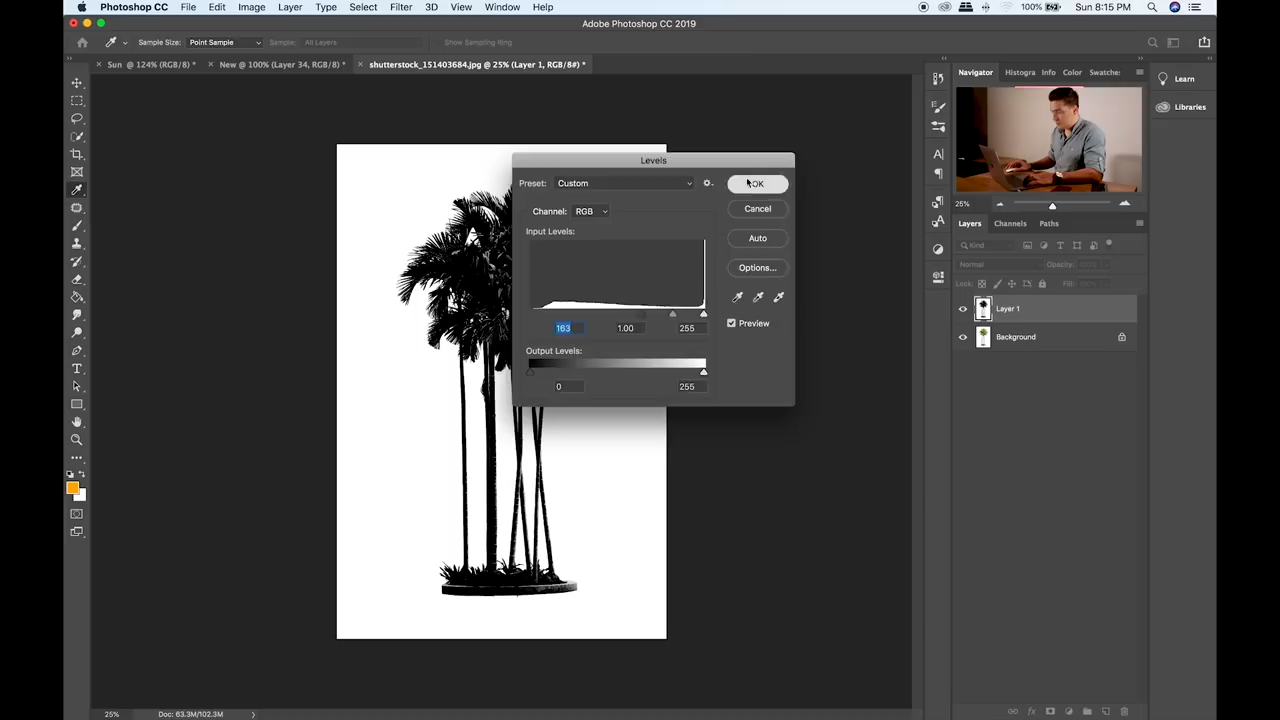 Photoshop CC File Edit Image Layer Type Select Filter 3D View Window Help 100% Sun 8:15 PM
Adobe Photoshop CC 2019
Sample Size: Point Sample Sample: All Layers Show Sampling Ring
Sun @ 124% (RGB/8) * New @ 100% (Layer 34, RGB/8) * shutterstock_151403684.jpg @ 25% (Layer 1, RGB/8#) *
Navigator Histogra Info Color Swatche:
Learn
Libraries
Levels
Preset: Custom OK
Channel: RGB Cancel
Input Levels: Auto
Options...
163 1.00 255 Preview
Output Levels:
0 255
25%
Layers Channels Paths
Kind
Normal Opacity: 100%
Lock: Fill: 100%
Layer 1
Background
25% Doc: 63.3M/102.3M